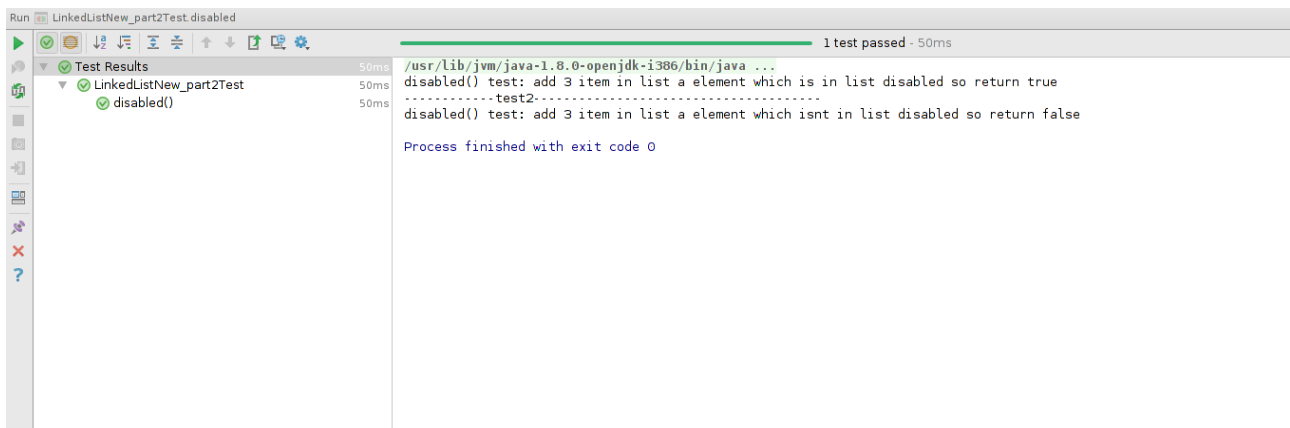 Run LinkedListNew_part2Test.disabled
1 test passed - 50ms
Test Results 50ms
LinkedListNew_part2Test 50ms
disabled() 50ms
/usr/lib/jvm/java-1.8.0-openjdk-i386/bin/java ...
disabled() test: add 3 item in list a element which is in list disabled so return true
------------test2--------------------------------------
disabled() test: add 3 item in list a element which isnt in list disabled so return false
Process finished with exit code 0